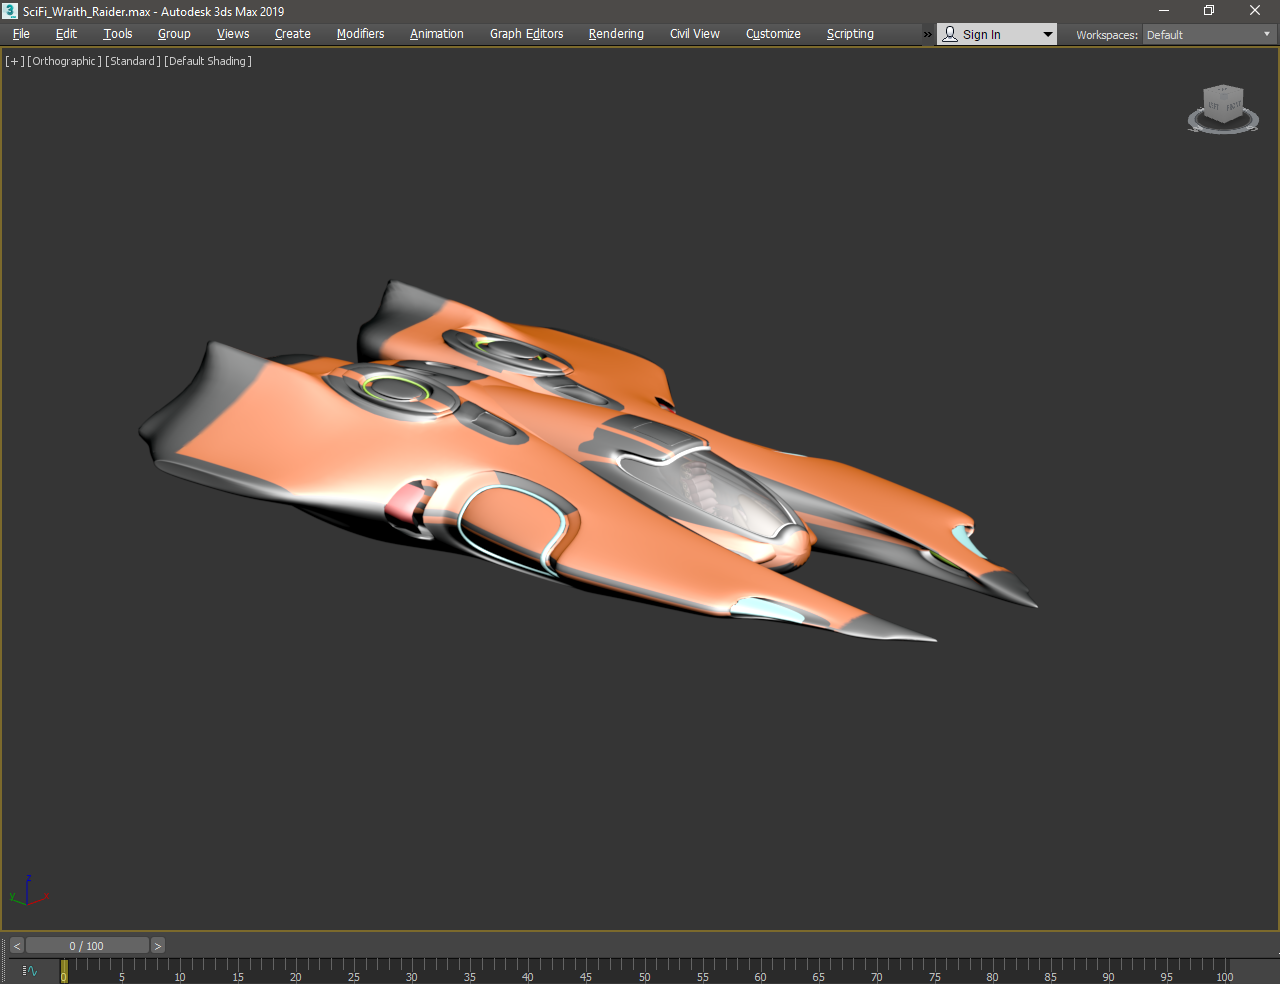 SciFi_Wraith_Raider.max - Autodesk 3ds Max 2019
File Edit Tools Group Views Create Modifiers Animation Graph Editors Rendering Civil View Customize Scripting » Sign In Workspaces: Default
[+] [Orthographic] [Standard] [Default Shading]
z
y
< 0 / 100 >
0 5 10 15 20 25 30 35 40 45 50 55 60 65 70 75 80 85 90 95 100